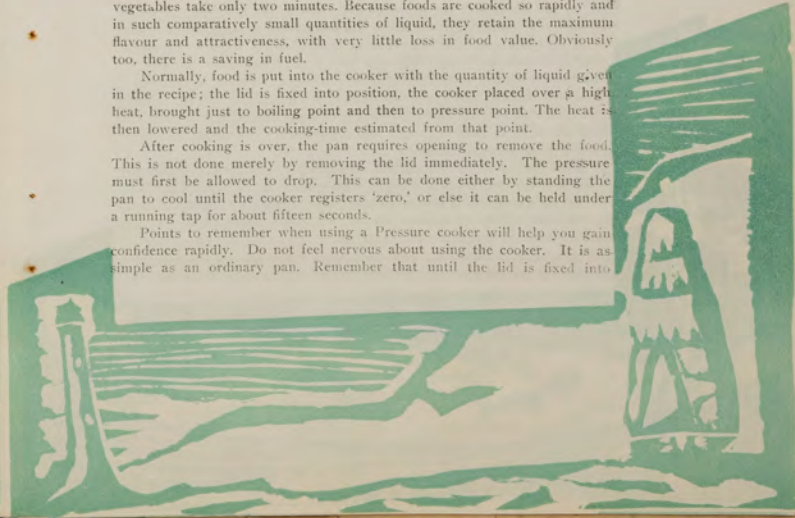 vegetables take only two minutes. Because foods are cooked so rapidly and
in such comparatively small quantities of liquid, they retain the maximum
flavour and attractiveness, with very little loss in food value. Obviously
too, there is a saving in fuel.
Normally, food is put into the cooker with the quantity of liquid given
in the recipe; the lid is fixed into position, the cooker placed over a high
heat, brought just to boiling point and then to pressure point. The heat is
then lowered and the cooking-time estimated from that point.
After cooking is over, the pan requires opening to remove the food.
This is not done merely by removing the lid immediately. The pressure
must first be allowed to drop. This can be done either by standing the
pan to cool until the cooker registers 'zero,' or else it can be held under
a running tap for about fifteen seconds.
Points to remember when using a Pressure cooker will help you gain
confidence rapidly. Do not feel nervous about using the cooker. It is as
simple as an ordinary pan. Remember that until the lid is fixed into